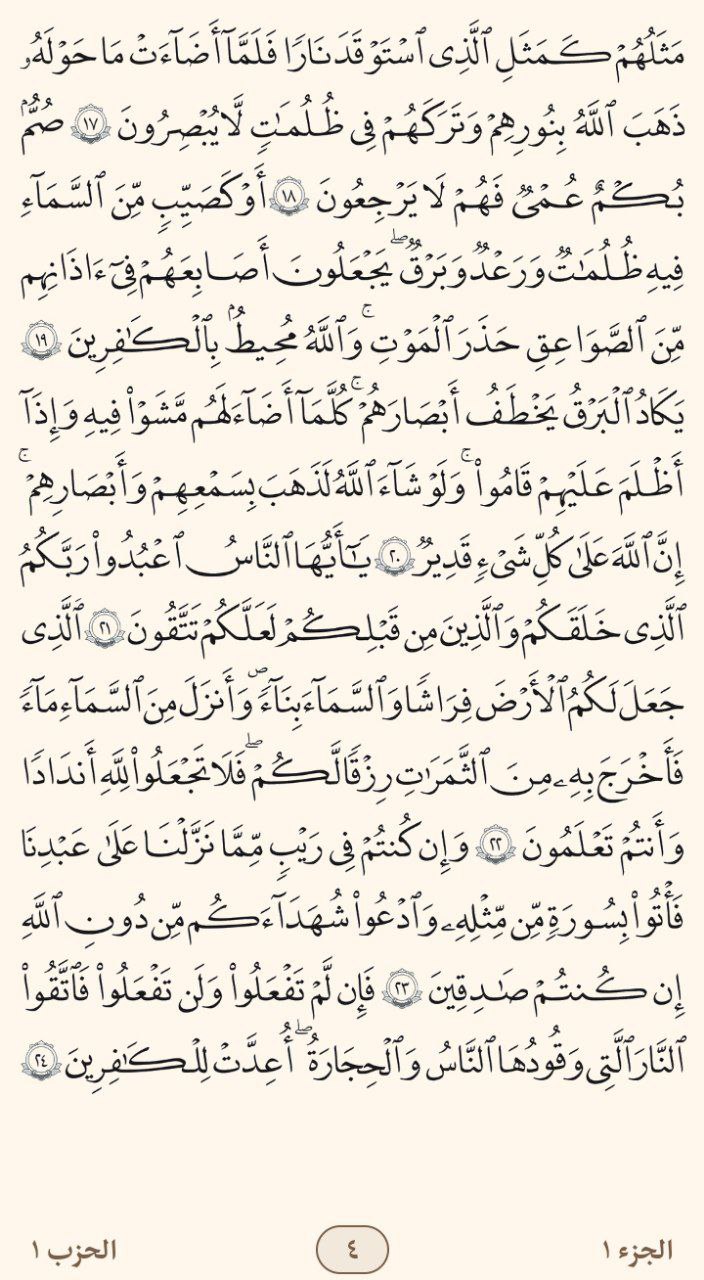 مَثَلُهُمْ كَمَثَلِ ٱلَّذِى ٱسْتَوْقَدَ نَارًا فَلَمَّآ أَضَآءَتْ مَا حَوْلَهُۥ
ذَهَبَ ٱللَّهُ بِنُورِهِمْ وَتَرَكَهُمْ فِى ظُلُمَٰتٍ لَّا يُبْصِرُونَ ١٧ صُمٌّۢ
بُكْمٌ عُمْىٌ فَهُمْ لَا يَرْجِعُونَ ١٨ أَوْ كَصَيِّبٍ مِّنَ ٱلسَّمَآءِ
فِيهِ ظُلُمَٰتٌ وَرَعْدٌ وَبَرْقٌ ۖ يَجْعَلُونَ أَصَٰبِعَهُمْ فِىٓ ءَاذَانِهِم
مِّنَ ٱلصَّوَٰعِقِ حَذَرَ ٱلْمَوْتِ ۚ وَٱللَّهُ مُحِيطٌۢ بِٱلْكَٰفِرِينَ ١٩
يَكَادُ ٱلْبَرْقُ يَخْطَفُ أَبْصَٰرَهُمْ ۚ كُلَّمَآ أَضَآءَ لَهُم مَّشَوْا۟ فِيهِ وَإِذَآ
أَظْلَمَ عَلَيْهِمْ قَامُوا۟ ۚ وَلَوْ شَآءَ ٱللَّهُ لَذَهَبَ بِسَمْعِهِمْ وَأَبْصَٰرِهِمْ ۚ
إِنَّ ٱللَّهَ عَلَىٰ كُلِّ شَىْءٍ قَدِيرٌ ٢٠ يَٰٓأَيُّهَا ٱلنَّاسُ ٱعْبُدُوا۟ رَبَّكُمُ
ٱلَّذِى خَلَقَكُمْ وَٱلَّذِينَ مِن قَبْلِكُمْ لَعَلَّكُمْ تَتَّقُونَ ٢١ ٱلَّذِى
جَعَلَ لَكُمُ ٱلْأَرْضَ فِرَٰشًا وَٱلسَّمَآءَ بِنَآءً ۖ وَأَنزَلَ مِنَ ٱلسَّمَآءِ مَآءً
فَأَخْرَجَ بِهِۦ مِنَ ٱلثَّمَرَٰتِ رِزْقًا لَّكُمْ ۖ فَلَا تَجْعَلُوا۟ لِلَّهِ أَندَادًا
وَأَنتُمْ تَعْلَمُونَ ٢٢ وَإِن كُنتُمْ فِى رَيْبٍ مِّمَّا نَزَّلْنَا عَلَىٰ عَبْدِنَا
فَأْتُوا۟ بِسُورَةٍ مِّن مِّثْلِهِۦ وَٱدْعُوا۟ شُهَدَآءَكُم مِّن دُونِ ٱللَّهِ
إِن كُنتُمْ صَٰدِقِينَ ٢٣ فَإِن لَّمْ تَفْعَلُوا۟ وَلَن تَفْعَلُوا۟ فَٱتَّقُوا۟
ٱلنَّارَ ٱلَّتِى وَقُودُهَا ٱلنَّاسُ وَٱلْحِجَارَةُ ۖ أُعِدَّتْ لِلْكَٰفِرِينَ ٢٤
الجزء ١ ٤ الحزب ١